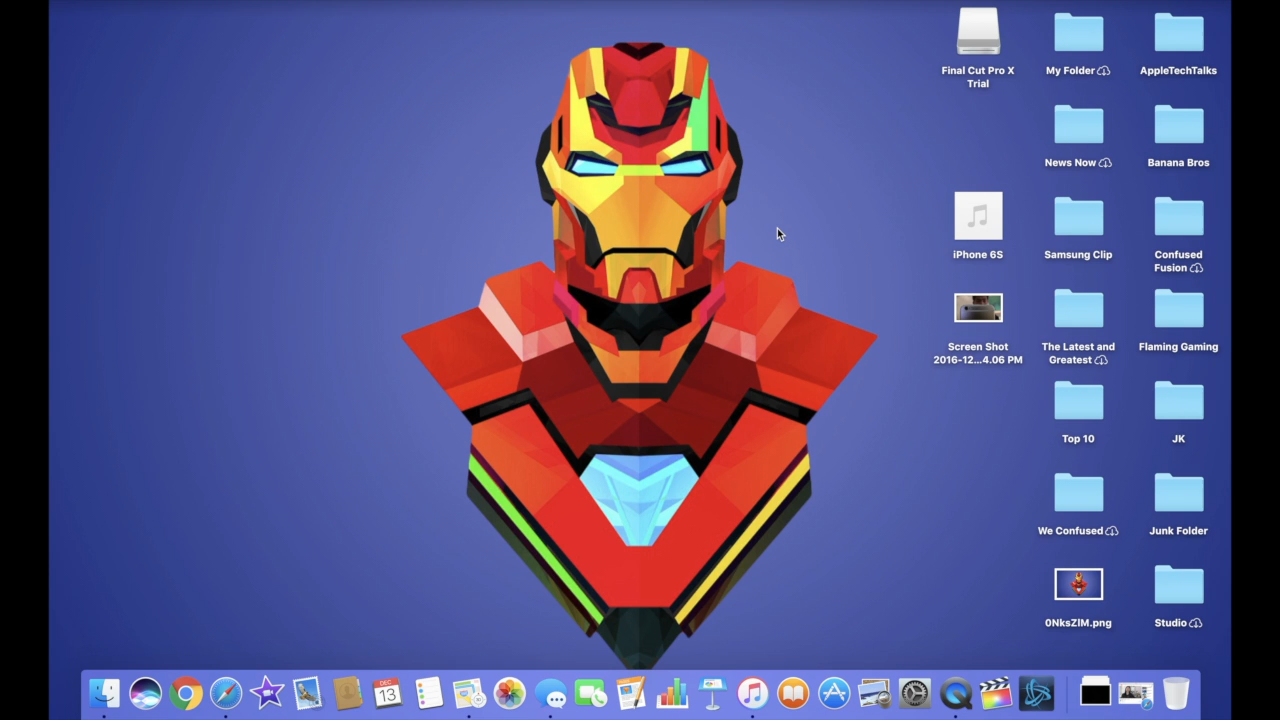 Final Cut Pro X
Trial
My Folder
AppleTechTalks
News Now
Banana Bros
iPhone 6S
Samsung Clip
Confused
Fusion
Screen Shot
2016-12...4.06 PM
The Latest and
Greatest
Flaming Gaming
Top 10
JK
We Confused
Junk Folder
0NksZlM.png
Studio
DEC
13